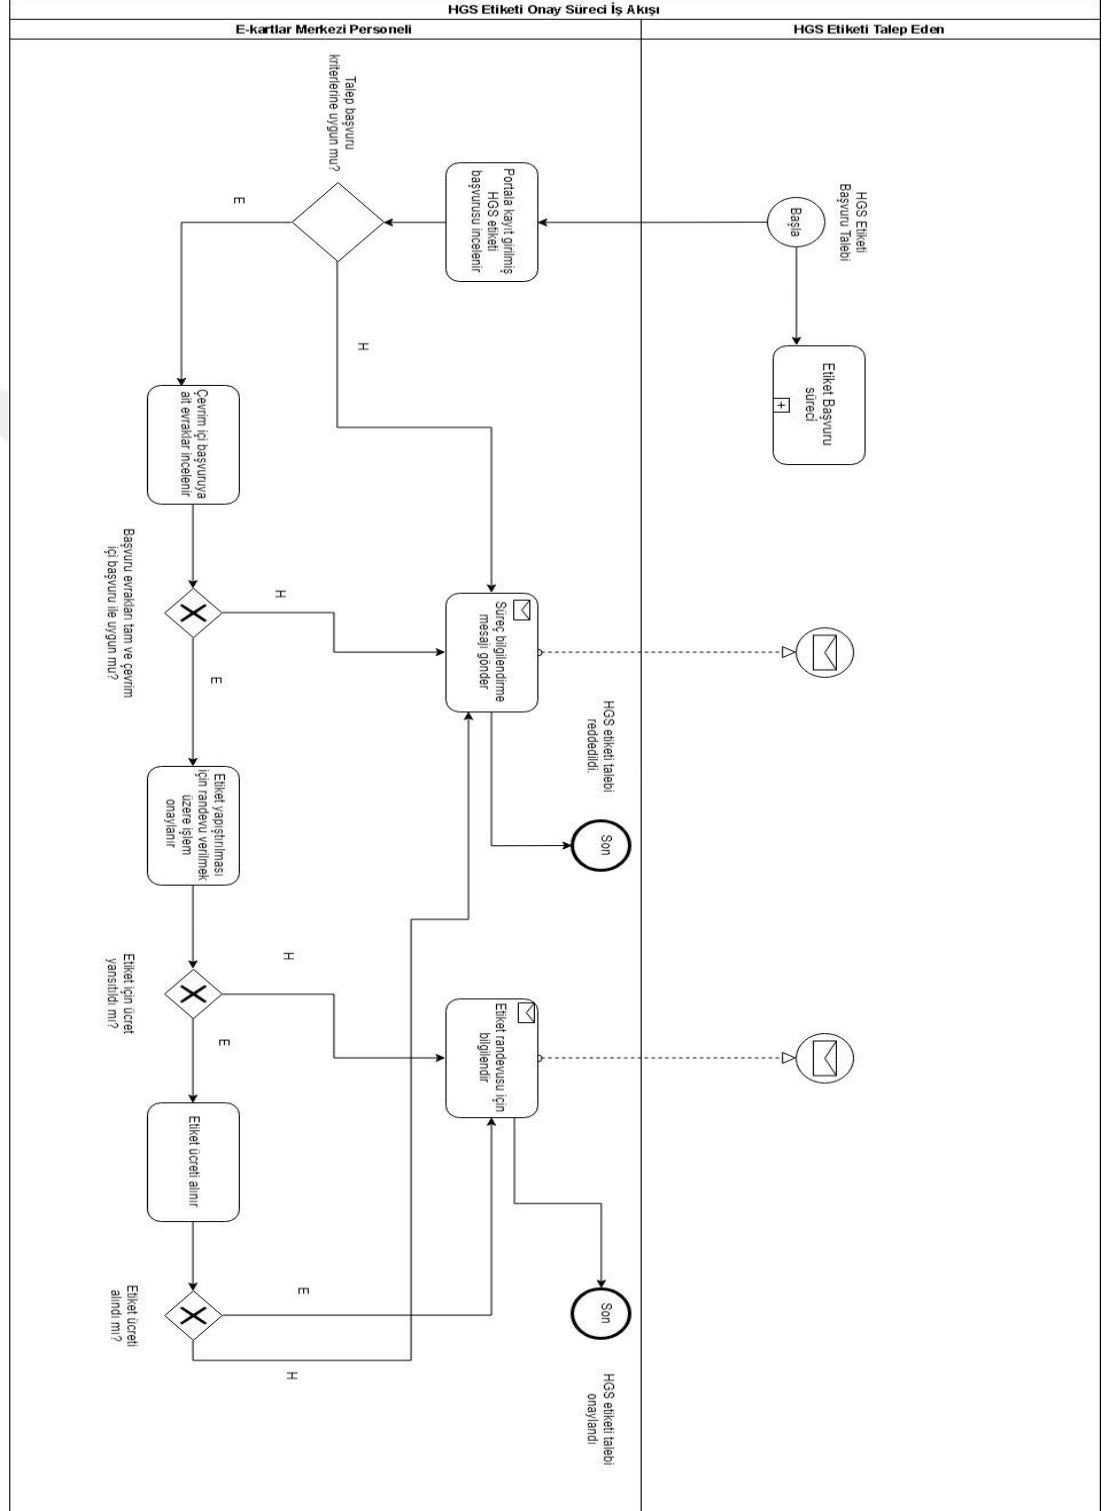 HGS Etiketi Onay Süreci İş Akışı
E-kartlar Merkezi Personeli
HGS Etiketi Talep Eden
HGS Etiketi
Başvuru Talebi
Başla
Etiket Başvuru
süreci
+
Portala kayıt girilmiş
HGS etiketi
başvurusu incelenir
Talep başvuru
kriterlerine uygun mu?
E
H
Çevrim içi başvuruya
ait evraklar incelenir
Başvuru evrakları tam ve çevrim
içi başvuru ile uygun mu?
H
E
Süreç bilgilendirme
mesajı gönder
HGS etiketi talebi
reddedildi.
Son
Etiket yapıştırılması
için randevu verilmek
üzere işlem
onaylanır
Etiket için ücret
yansıtıldı mı?
H
E
Etiket randevusu için
bilgilendir
Etiket ücreti alınır
Etiket ücreti
alındı mı?
E
H
Son
HGS etiketi talebi
onaylandı